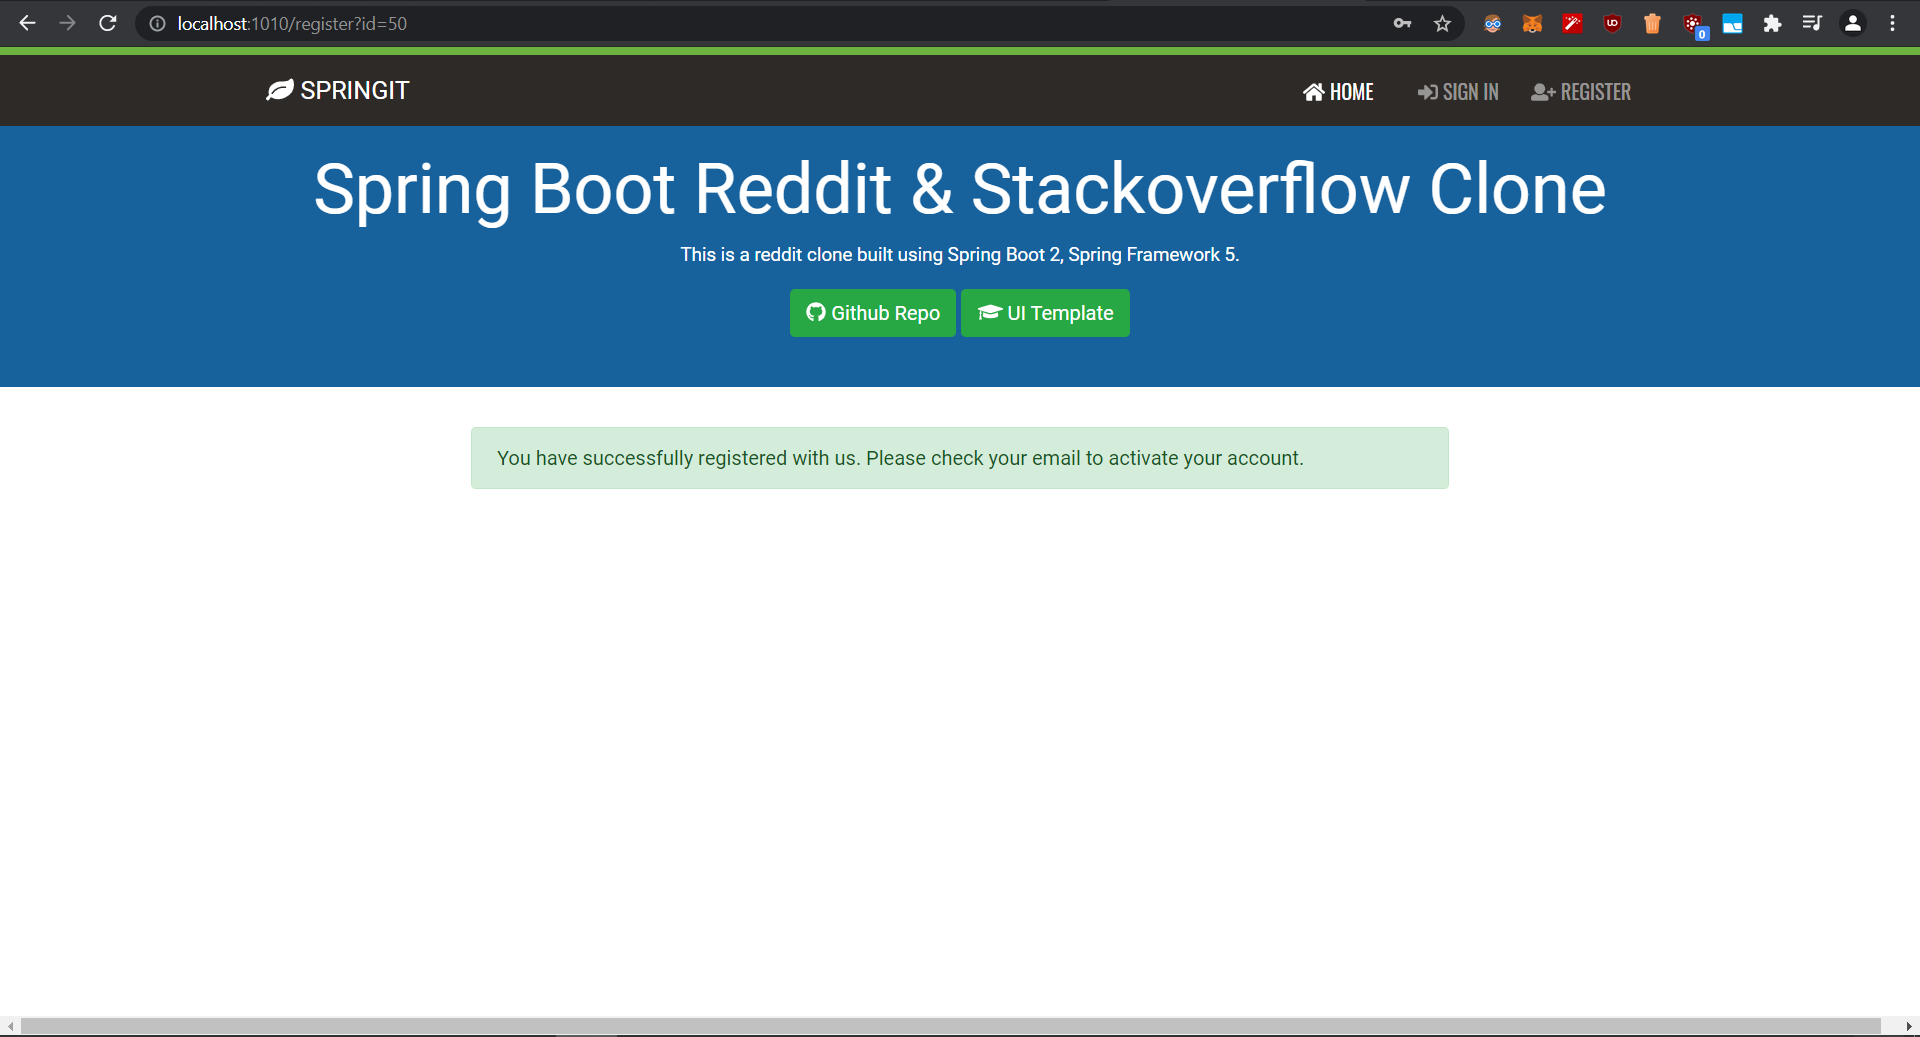 localhost:1010/register?id=50
0
SPRINGIT
HOME
SIGN IN
REGISTER
Spring Boot Reddit & Stackoverflow Clone
This is a reddit clone built using Spring Boot 2, Spring Framework 5.
Github Repo
UI Template
You have successfully registered with us. Please check your email to activate your account.